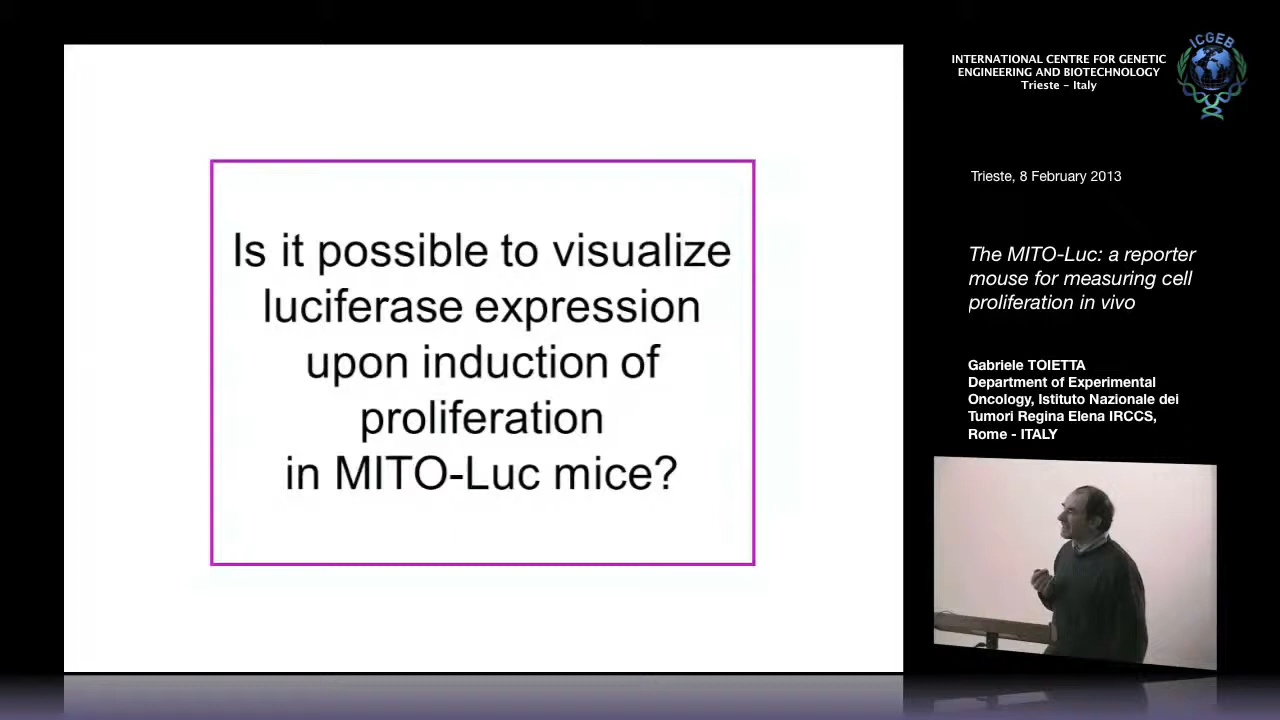 Is it possible to visualize
luciferase expression
upon induction of
proliferation
in MITO-Luc mice?
INTERNATIONAL CENTRE FOR GENETIC
ENGINEERING AND BIOTECHNOLOGY
Trieste – Italy
ICGEB
Trieste, 8 February 2013
The MITO-Luc: a reporter
mouse for measuring cell
proliferation in vivo
Gabriele TOIETTA
Department of Experimental
Oncology, Istituto Nazionale dei
Tumori Regina Elena IRCCS,
Rome - ITALY